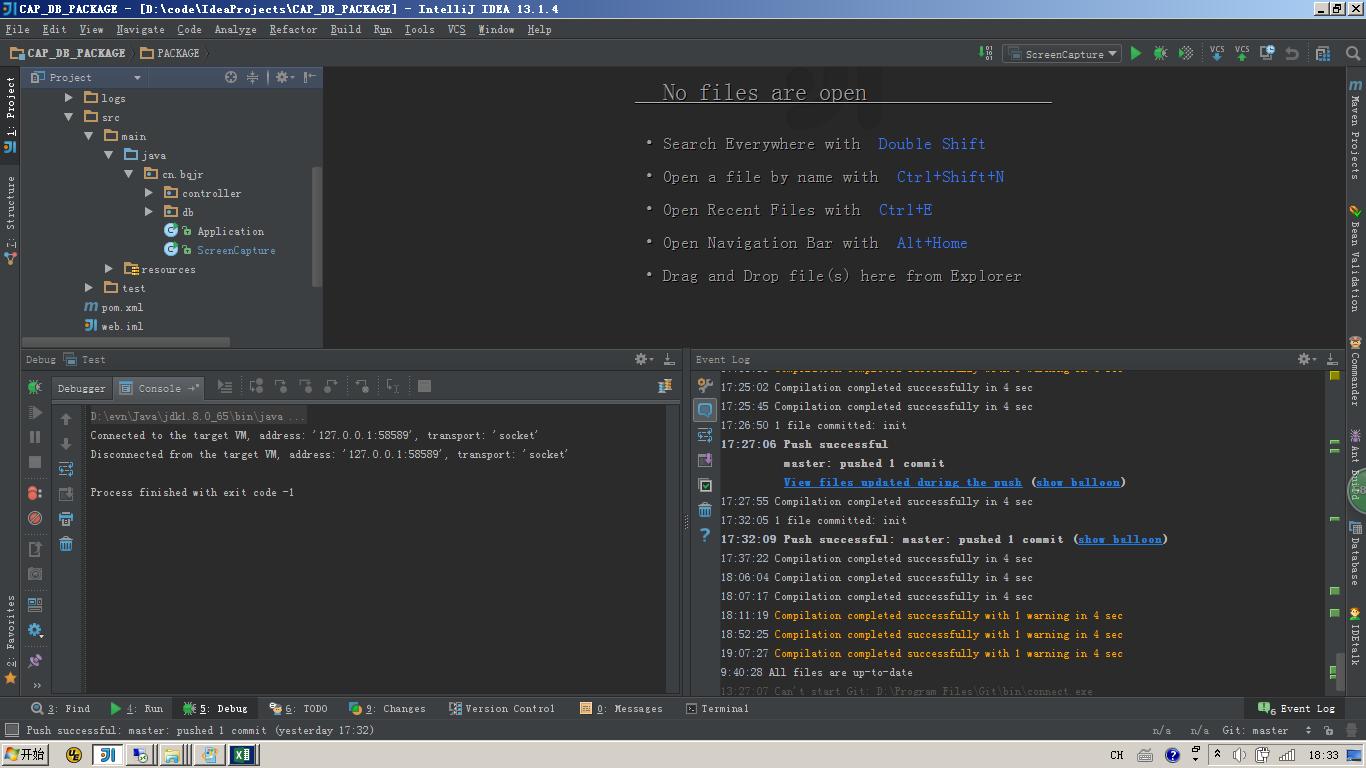 CAP_DB_PACKAGE - [D:\code\IdeaProjects\CAP_DB_PACKAGE] - IntelliJ IDEA 13.1.4
File Edit View Navigate Code Analyze Refactor Build Run Tools VCS Window Help
CAP_DB_PACKAGE PACKAGE ScreenCapture VCS VCS
1: Project
Z: Structure
2: Favorites
Project
logs
src
main
java
cn.bqjr
controller
db
Application
ScreenCapture
resources
test
pom.xml
web.iml
No files are open
• Search Everywhere with Double Shift
• Open a file by name with Ctrl+Shift+N
• Open Recent Files with Ctrl+E
• Open Navigation Bar with Alt+Home
• Drag and Drop file(s) here from Explorer
Maven Projects
Bean Validation
Commander
Ant Build
Database
IDEtalk
Debug Test
Debugger Console
D:\evn\Java\jdk1.8.0_65\bin\java ...
Connected to the target VM, address: '127.0.0.1:58589', transport: 'socket'
Disconnected from the target VM, address: '127.0.0.1:58589', transport: 'socket'
Process finished with exit code -1
Event Log
17:25:02 Compilation completed successfully in 4 sec
17:25:45 Compilation completed successfully in 4 sec
17:26:50 1 file committed: init
17:27:06 Push successful
master: pushed 1 commit
View files updated during the push (show balloon)
17:27:55 Compilation completed successfully in 4 sec
17:32:05 1 file committed: init
17:32:09 Push successful: master: pushed 1 commit (show balloon)
17:37:22 Compilation completed successfully in 4 sec
18:06:04 Compilation completed successfully in 4 sec
18:07:17 Compilation completed successfully in 4 sec
18:11:19 Compilation completed successfully with 1 warning in 4 sec
18:52:25 Compilation completed successfully with 1 warning in 4 sec
19:07:27 Compilation completed successfully with 1 warning in 4 sec
9:40:28 All files are up-to-date
13:27:07 Can't start Git: D:\Program Files\Git\bin\connect.exe
3: Find 4: Run 5: Debug 6: TODO 9: Changes Version Control 0: Messages Terminal 6 Event Log
Push successful: master: pushed 1 commit (yesterday 17:32) n/a n/a Git: master
开始 CH 18:33